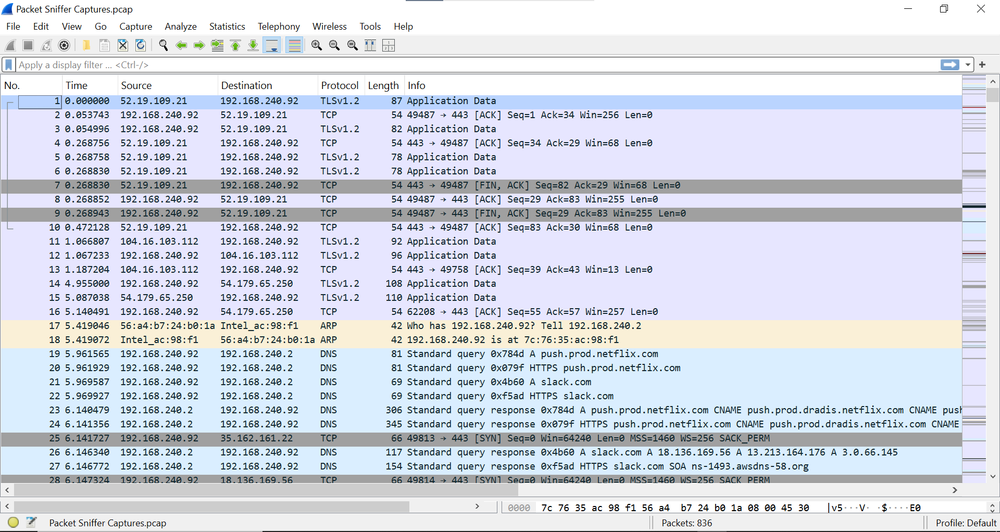 Packet Sniffer Captures.pcap
File Edit View Go Capture Analyze Statistics Telephony Wireless Tools Help
Apply a display filter ... <Ctrl-/>
No. Time Source Destination Protocol Length Info
1 0.000000 52.19.109.21 192.168.240.92 TLSv1.2 87 Application Data
2 0.053743 192.168.240.92 52.19.109.21 TCP 54 49487 → 443 [ACK] Seq=1 Ack=34 Win=256 Len=0
3 0.054996 192.168.240.92 52.19.109.21 TLSv1.2 82 Application Data
4 0.268756 52.19.109.21 192.168.240.92 TCP 54 443 → 49487 [ACK] Seq=34 Ack=29 Win=68 Len=0
5 0.268758 52.19.109.21 192.168.240.92 TLSv1.2 78 Application Data
6 0.268830 52.19.109.21 192.168.240.92 TLSv1.2 78 Application Data
7 0.268830 52.19.109.21 192.168.240.92 TCP 54 443 → 49487 [FIN, ACK] Seq=82 Ack=29 Win=68 Len=0
8 0.268852 192.168.240.92 52.19.109.21 TCP 54 49487 → 443 [ACK] Seq=29 Ack=83 Win=255 Len=0
9 0.268943 192.168.240.92 52.19.109.21 TCP 54 49487 → 443 [FIN, ACK] Seq=29 Ack=83 Win=255 Len=0
10 0.472128 52.19.109.21 192.168.240.92 TCP 54 443 → 49487 [ACK] Seq=83 Ack=30 Win=68 Len=0
11 1.066807 104.16.103.112 192.168.240.92 TLSv1.2 92 Application Data
12 1.067233 192.168.240.92 104.16.103.112 TLSv1.2 96 Application Data
13 1.187204 104.16.103.112 192.168.240.92 TCP 54 443 → 49758 [ACK] Seq=39 Ack=43 Win=13 Len=0
14 4.955000 192.168.240.92 54.179.65.250 TLSv1.2 108 Application Data
15 5.087038 54.179.65.250 192.168.240.92 TLSv1.2 110 Application Data
16 5.140491 192.168.240.92 54.179.65.250 TCP 54 62208 → 443 [ACK] Seq=55 Ack=57 Win=257 Len=0
17 5.419046 56:a4:b7:24:b0:1a Intel_ac:98:f1 ARP 42 Who has 192.168.240.92? Tell 192.168.240.2
18 5.419072 Intel_ac:98:f1 56:a4:b7:24:b0:1a ARP 42 192.168.240.92 is at 7c:76:35:ac:98:f1
19 5.961565 192.168.240.92 192.168.240.2 DNS 81 Standard query 0x784d A push.prod.netflix.com
20 5.961929 192.168.240.92 192.168.240.2 DNS 81 Standard query 0x079f HTTPS push.prod.netflix.com
21 5.969587 192.168.240.92 192.168.240.2 DNS 69 Standard query 0x4b60 A slack.com
22 5.969927 192.168.240.92 192.168.240.2 DNS 69 Standard query 0xf5ad HTTPS slack.com
23 6.140479 192.168.240.2 192.168.240.92 DNS 306 Standard query response 0x784d A push.prod.netflix.com CNAME push.prod.dradis.netflix.com CNAME push
24 6.141356 192.168.240.2 192.168.240.92 DNS 345 Standard query response 0x079f HTTPS push.prod.netflix.com CNAME push.prod.dradis.netflix.com CNAME
25 6.141727 192.168.240.92 35.162.161.22 TCP 66 49813 → 443 [SYN] Seq=0 Win=64240 Len=0 MSS=1460 WS=256 SACK_PERM
26 6.146340 192.168.240.2 192.168.240.92 DNS 117 Standard query response 0x4b60 A slack.com A 18.136.169.56 A 13.213.164.176 A 3.0.66.145
27 6.146772 192.168.240.2 192.168.240.92 DNS 154 Standard query response 0xf5ad HTTPS slack.com SOA ns-1493.awsdns-58.org
28 6.147324 192.168.240.92 18.136.169.56 TCP 66 49814 → 443 [SYN] Seq=0 Win=64240 Len=0 MSS=1460 WS=256 SACK_PERM
0000 7c 76 35 ac 98 f1 56 a4 b7 24 b0 1a 08 00 45 30 |v5···V· ·$····E0
Packet Sniffer Captures.pcap Packets: 836 Profile: Default